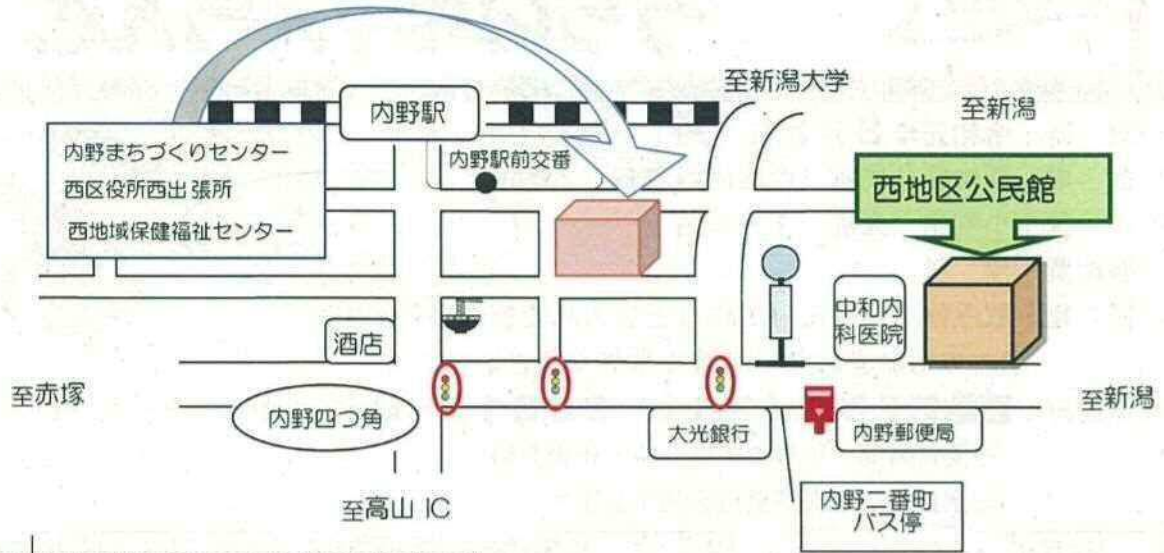 至新潟大学
至新潟
内野駅
内野まちづくりセンター
西区役所西出張所
西地域保健福祉センター
内野駅前交番
西地区公民館
中和内
科医院
酒店
至赤塚
至新潟
内野四つ角
大光銀行
内野郵便局
至高山 IC
内野二番町
バス停